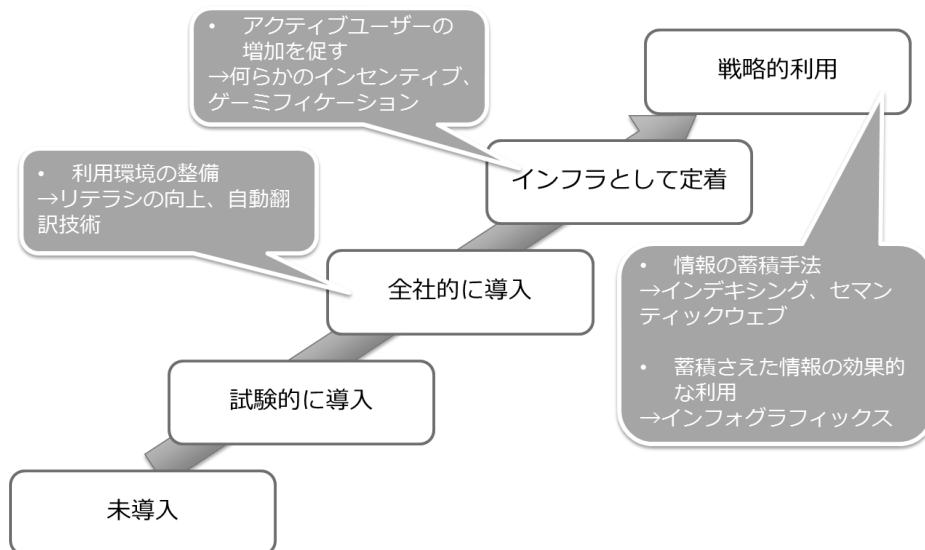 • アクティブユーザーの
増加を促す
→何らかのインセンティブ、
ゲーミフィケーション
戦略的利用
インフラとして定着
• 利用環境の整備
→リテラシの向上、自動翻
訳技術
全社的に導入
• 情報の蓄積手法
→インデキシング、セマン
ティックウェブ
• 蓄積さえた情報の効果的
な利用
→インフォグラフィックス
試験的に導入
未導入